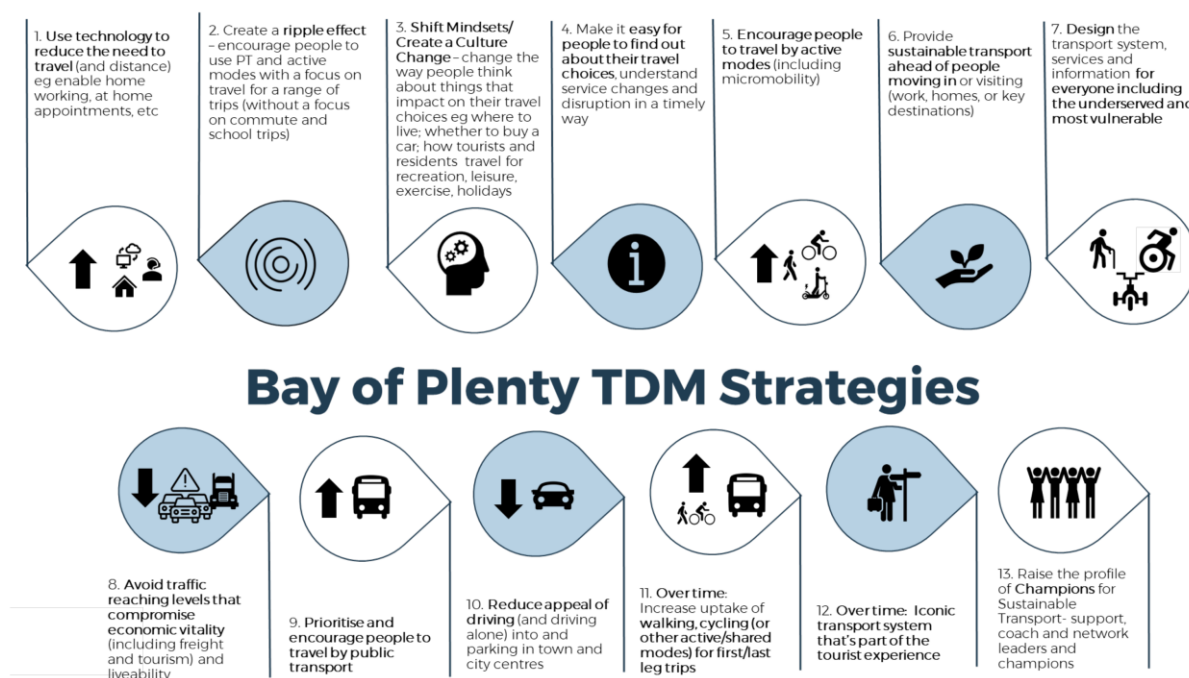 1. Use technology to
reduce the need to
travel (and distance)
eg enable home
working, at home
appointments, etc
2. Create a ripple effect
– encourage people to
use PT and active
modes with a focus on
travel for a range of
trips (without a focus
on commute and
school trips)
3. Shift Mindsets/
Create a Culture
Change – change the
way people think
about things that
impact on their travel
choices eg where to
live; whether to buy a
car; how tourists and
residents travel for
recreation, leisure,
exercise, holidays
4. Make it easy for
people to find out
about their travel
choices, understand
service changes and
disruption in a timely
way
5. Encourage people
to travel by active
modes (including
micromobility)
6. Provide
sustainable transport
ahead of people
moving in or visiting
(work, homes, or key
destinations)
7. Design the
transport system,
services and
information for
everyone including
the underserved and
most vulnerable
Bay of Plenty TDM Strategies
8. Avoid traffic
reaching levels that
compromise
economic vitality
(including freight
and tourism) and
liveability
9. Prioritise and
encourage people to
travel by public
transport
10. Reduce appeal of
driving (and driving
alone) into and
parking in town and
city centres
11. Over time:
Increase uptake of
walking, cycling (or
other active/shared
modes) for first/last
leg trips
12. Over time: Iconic
transport system
that's part of the
tourist experience
13. Raise the profile
of Champions for
Sustainable
Transport- support,
coach and network
leaders and
champions